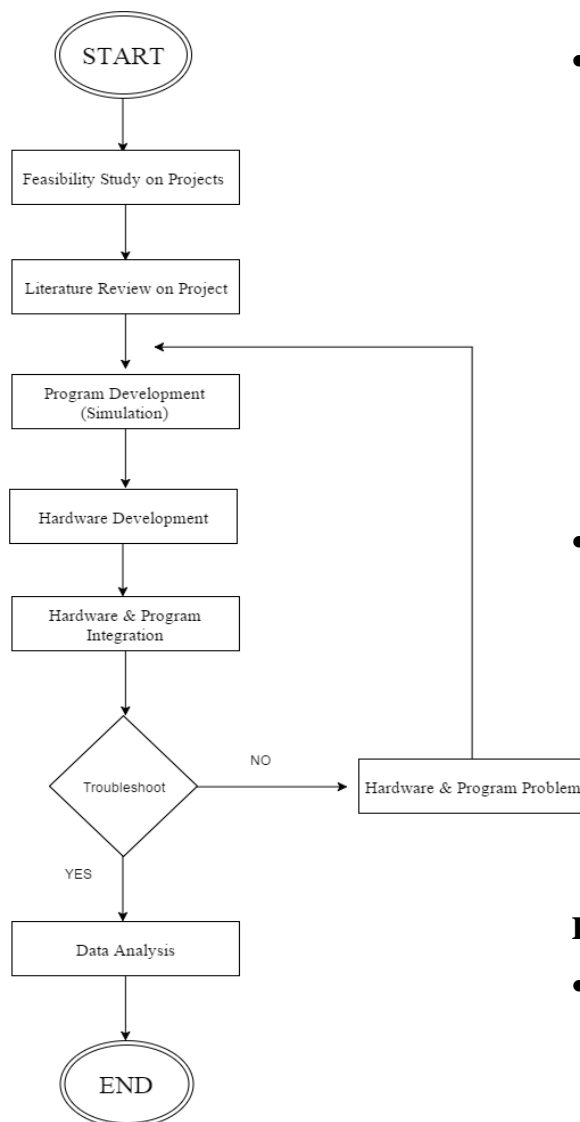 START
Feasibility Study on Projects
Literature Review on Project
Program Development
(Simulation)
Hardware Development
Hardware & Program
Integration
Troubleshoot
NO
Hardware & Program Problem
YES
Data Analysis
END